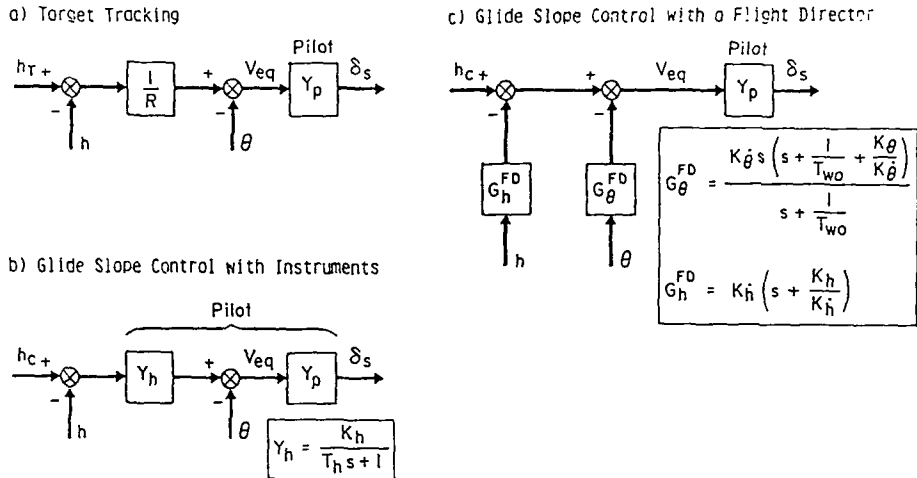 a) Target Tracking
Pilot
h_T +
-
h
1/R
+
-
θ
V_eq
Y_p
δ_s
b) Glide Slope Control with Instruments
Pilot
h_C +
-
h
Y_h
+
-
θ
V_eq
Y_p
δ_s
Y_h = K_h / (T_h s + 1)
c) Glide Slope Control with a Flight Director
Pilot
h_C +
-
G_h^FD
h
+
-
G_θ^FD
θ
V_eq
Y_p
δ_s
G_θ^FD = K_θ̇ s (s + 1/T_WO + K_θ/K_θ̇) / (s + 1/T_WO)
G_h^FD = K_ḣ (s + K_h/K_ḣ)